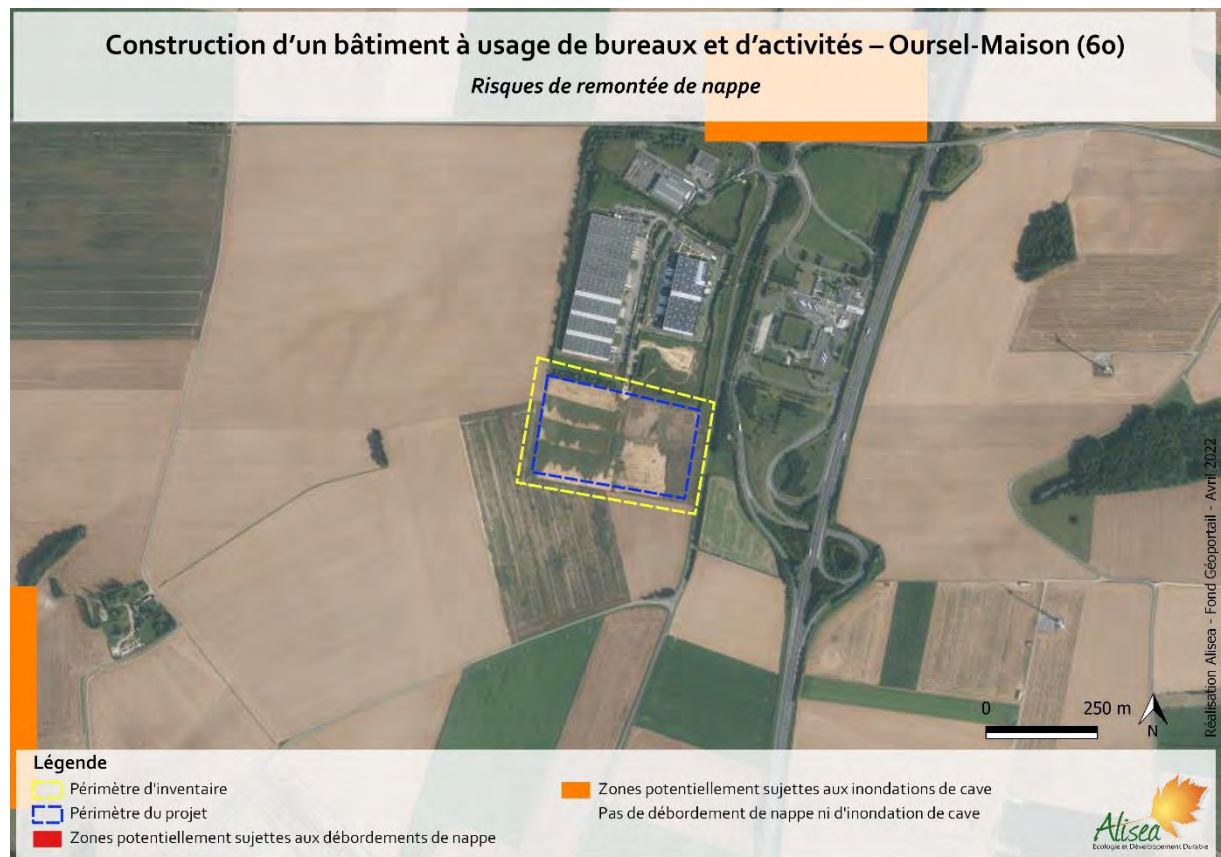 Construction d'un bâtiment à usage de bureaux et d'activités – Oursel-Maison (60)
Risques de remontée de nappe
Réalisation Alisea - Fond Géoportail - Avril 2022
0 250 m
N
Légende
Périmètre d'inventaire
Périmètre du projet
Zones potentiellement sujettes aux débordements de nappe
Zones potentiellement sujettes aux inondations de cave
Pas de débordement de nappe ni d'inondation de cave
Alisea
Ecologie et Développement Durable